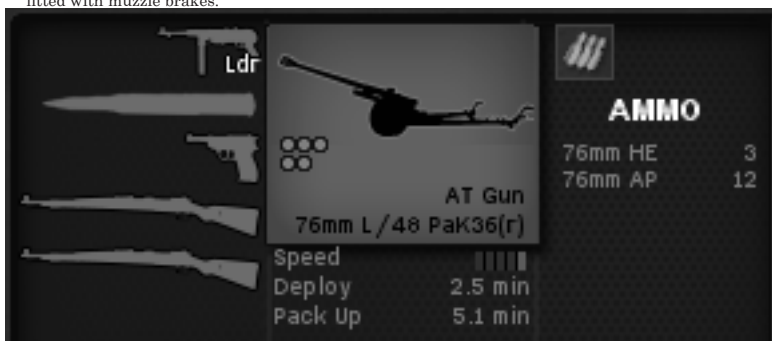 fitted with muzzle brakes.
Ldr
AT Gun
76mm L/48 PaK36(r)
Speed
Deploy 2.5 min
Pack Up 5.1 min
AMMO
76mm HE 3
76mm AP 12